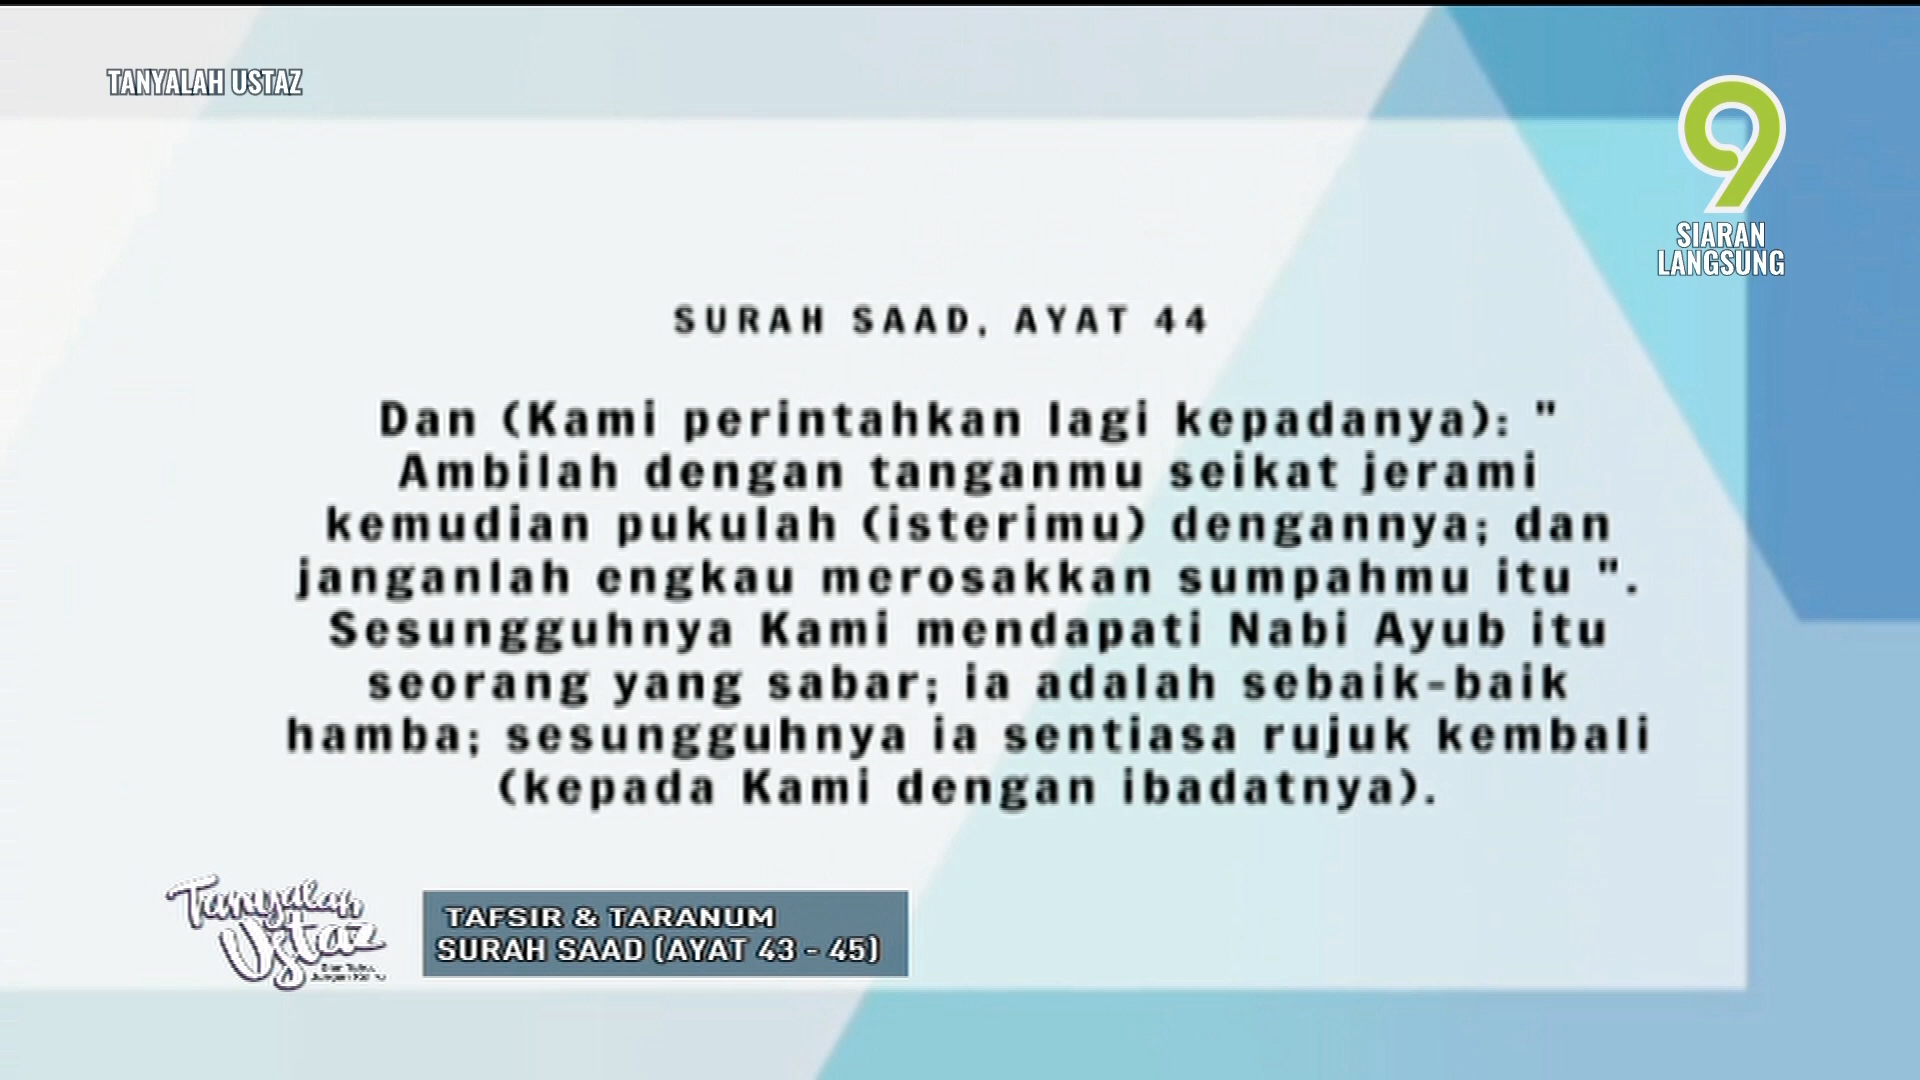 TANYALAH USTAZ
9
SIARAN
LANGSUNG
SURAH SAAD, AYAT 44
Dan (Kami perintahkan lagi kepadanya): "
Ambilah dengan tanganmu seikat jerami
kemudian pukulah (isterimu) dengannya; dan
janganlah engkau merosakkan sumpahmu itu ".
Sesungguhnya Kami mendapati Nabi Ayub itu
seorang yang sabar; ia adalah sebaik-baik
hamba; sesungguhnya ia sentiasa rujuk kembali
(kepada Kami dengan ibadatnya).
Tanyalah
Ustaz
TAFSIR & TARANUM
SURAH SAAD (AYAT 43 - 45)